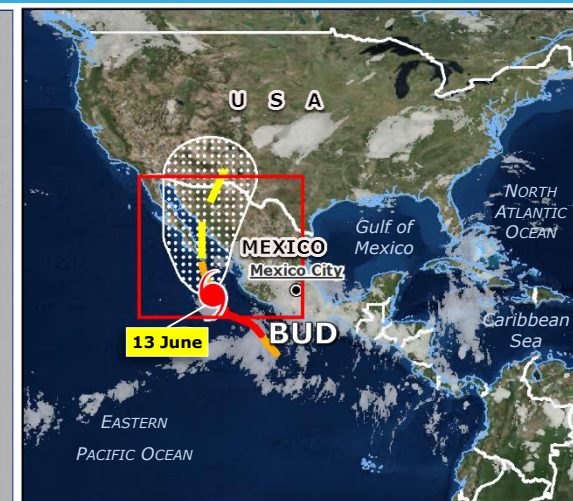 U S A
NORTH
ATLANTIC
OCEAN
Gulf of
Mexico
MEXICO
Mexico City
Caribbean
Sea
13 June
BUD
EASTERN
PACIFIC OCEAN